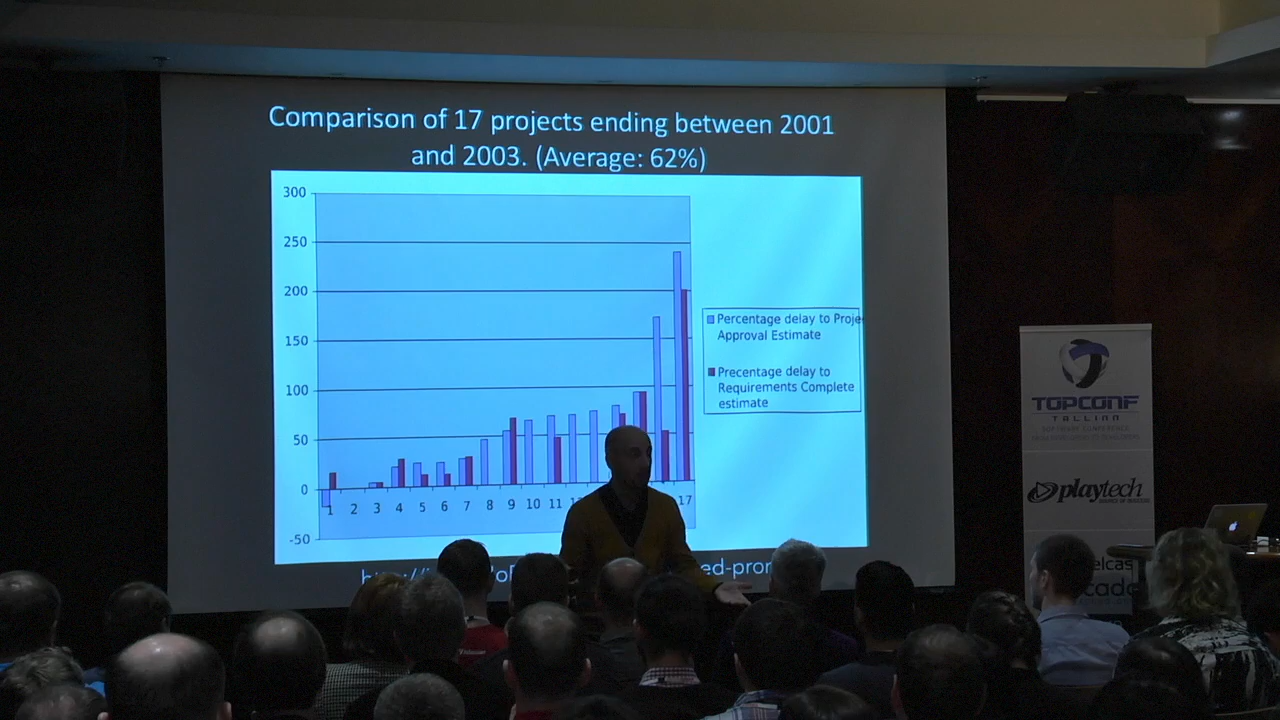 Comparison of 17 projects ending between 2001
and 2003. (Average: 62%)
300
250
200
150
100
50
0
-50
1 2 3 4 5 6 7 8 9 10 11 17
Percentage delay to Proje
Approval Estimate
Precentage delay to
Requirements Complete
estimate
ed-pro
TOPCONF
TALLINN
playtech